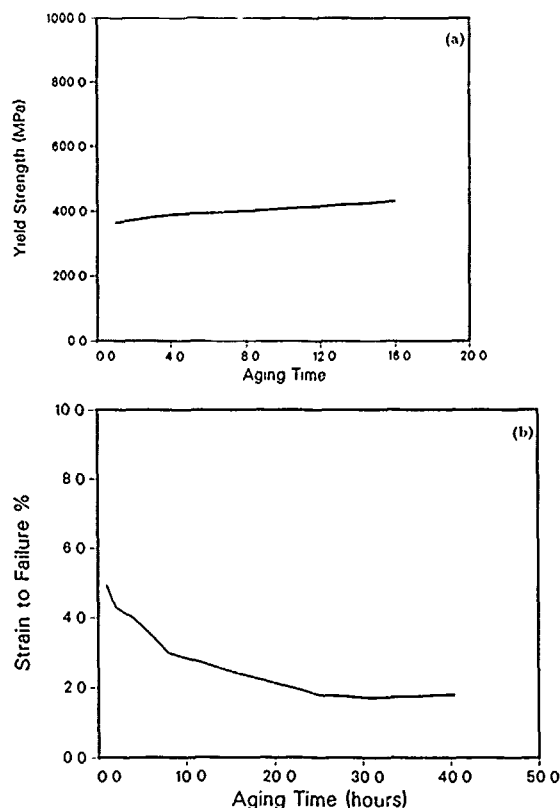 (a)
1000 0
800 0
600 0
400 0
200 0
0 0
Yield Strength (MPa)
0 0 4 0 8 0 12 0 16 0 20 0
Aging Time
(b)
10 0
8 0
6 0
4 0
2 0
0 0
Strain to Failure %
0 0 10 0 20 0 30 0 40 0 50 0
Aging Time (hours)